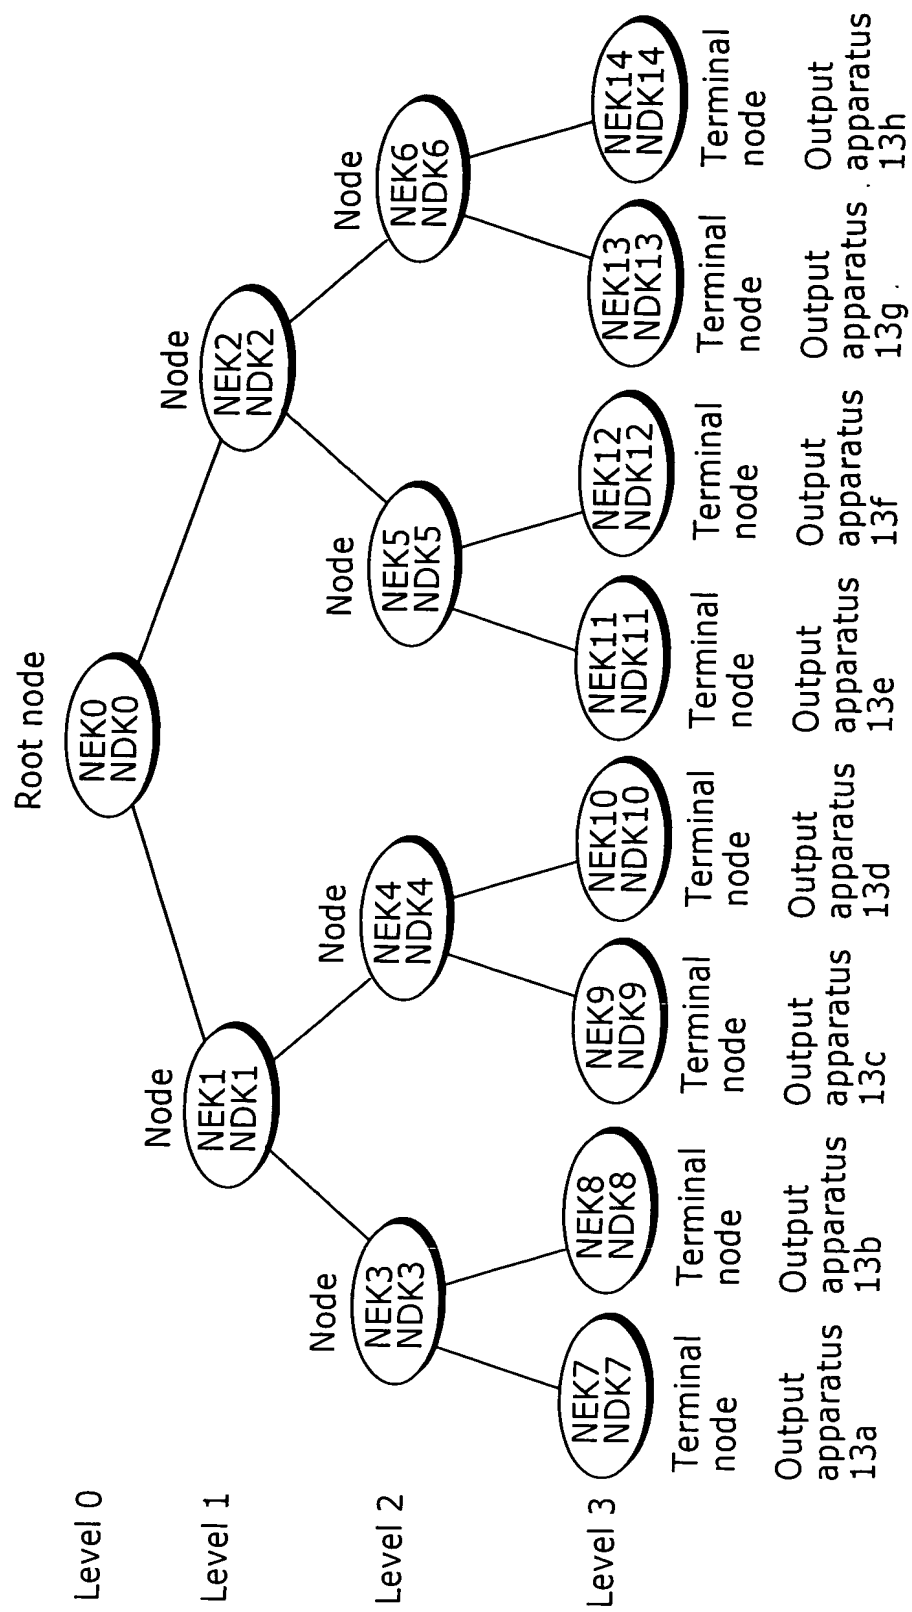 Root node
Level 0
NEK0
NDK0
Node
Node
Level 1
NEK1
NDK1
NEK2
NDK2
Node
Node
Node
Node
Level 2
NEK3
NDK3
NEK4
NDK4
NEK5
NDK5
NEK6
NDK6
Level 3
NEK7
NDK7
NEK8
NDK8
NEK9
NDK9
NEK10
NDK10
NEK11
NDK11
NEK12
NDK12
NEK13
NDK13
NEK14
NDK14
Terminal
node
Terminal
node
Terminal
node
Terminal
node
Terminal
node
Terminal
node
Terminal
node
Terminal
node
Output
apparatus
13a
Output
apparatus
13b
Output
apparatus
13c
Output
apparatus
13d
Output
apparatus
13e
Output
apparatus
13f
Output
apparatus
13g
Output
apparatus
13h